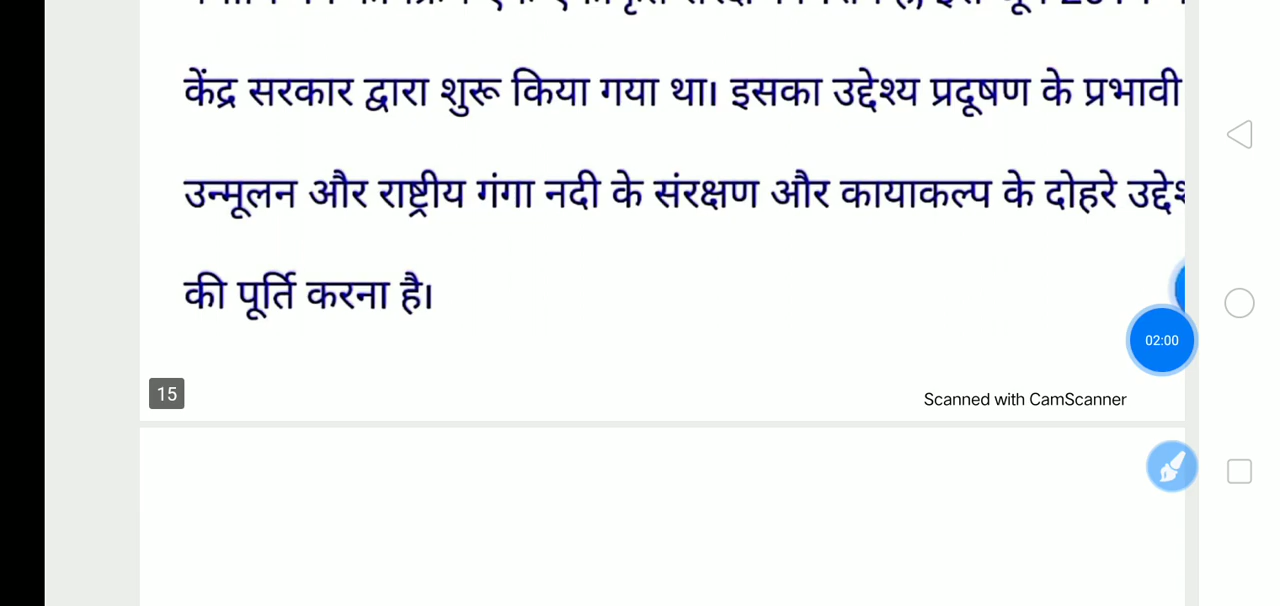 केंद्र सरकार द्वारा शुरू किया गया था। इसका उद्देश्य प्रदूषण के प्रभावी
उन्मूलन और राष्ट्रीय गंगा नदी के संरक्षण और कायाकल्प के दोहरे
की पूर्ति करना है।
02:00
15
Scanned with CamScanner